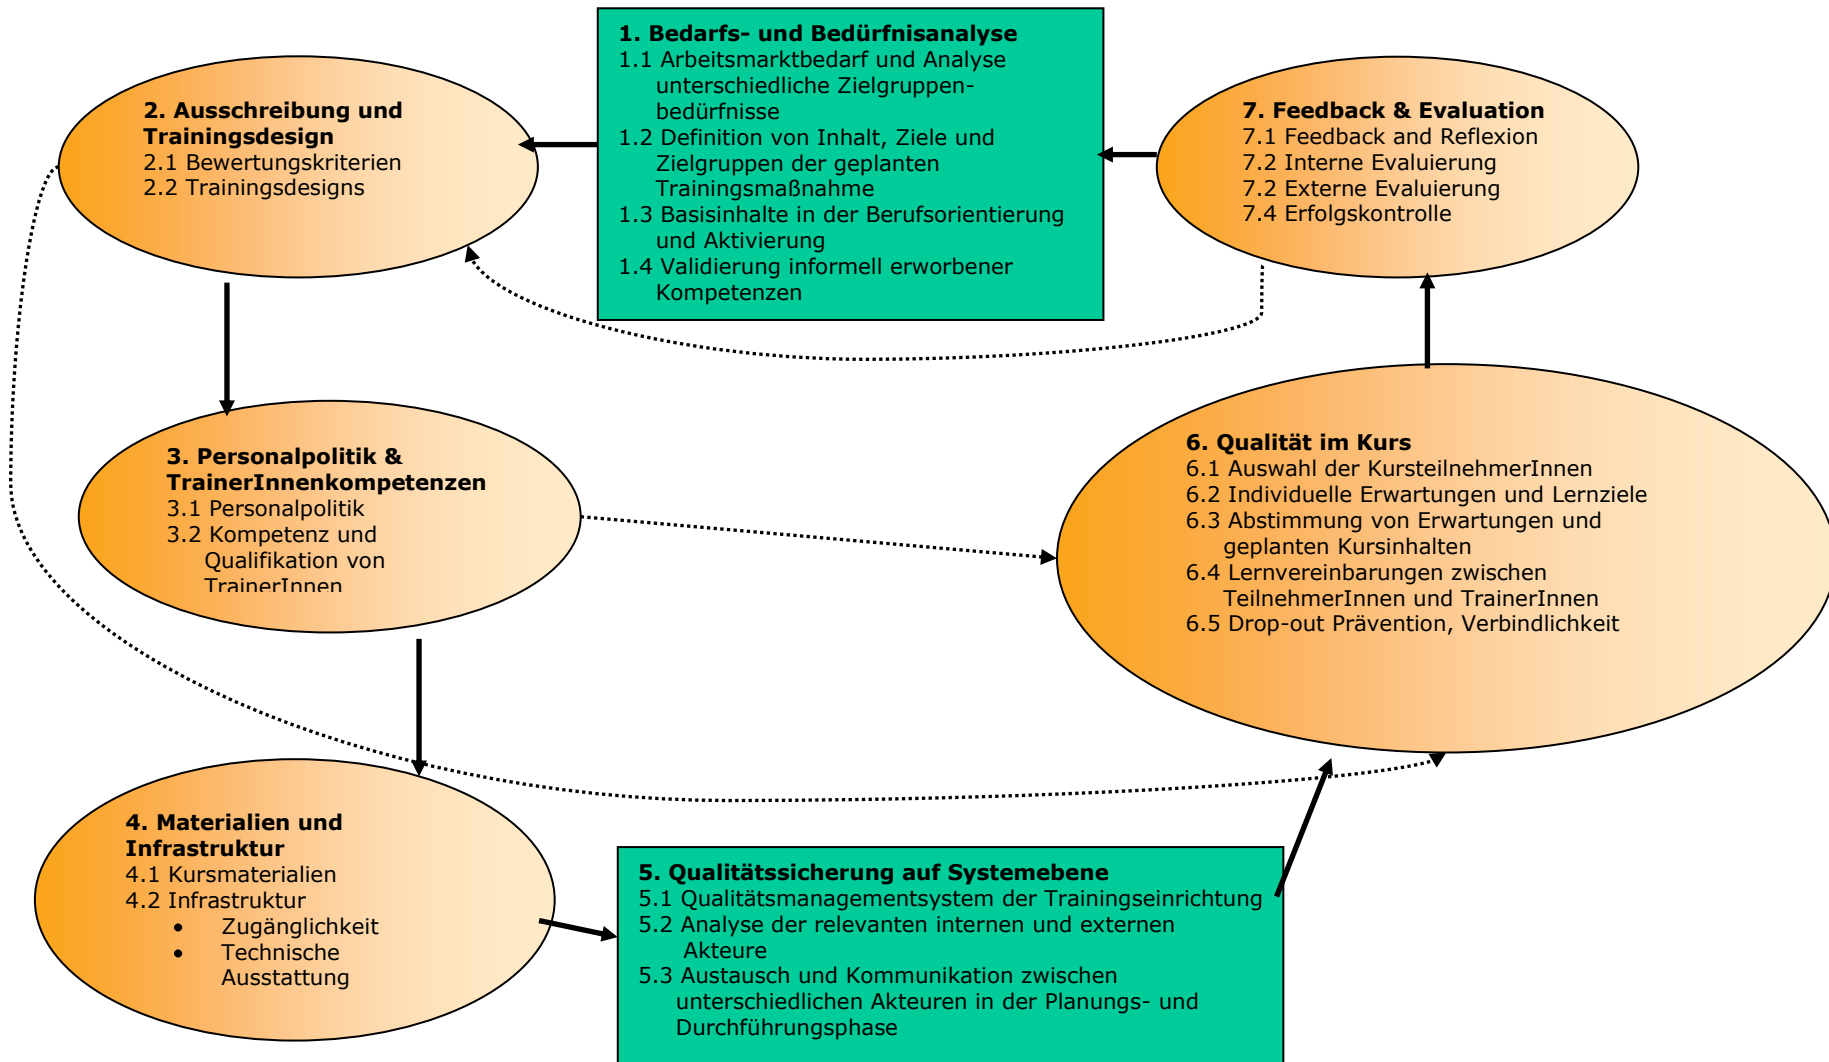 1. Bedarfs- und Bedürfnisanalyse
1.1 Arbeitsmarktbedarf und Analyse
unterschiedliche Zielgruppen-
bedürfnisse
1.2 Definition von Inhalt, Ziele und
Zielgruppen der geplanten
Trainingsmaßnahme
1.3 Basisinhalte in der Berufsorientierung
und Aktivierung
1.4 Validierung informell erworbener
Kompetenzen
2. Ausschreibung und
Trainingsdesign
2.1 Bewertungskriterien
2.2 Trainingsdesigns
7. Feedback & Evaluation
7.1 Feedback and Reflexion
7.2 Interne Evaluierung
7.2 Externe Evaluierung
7.4 Erfolgskontrolle
3. Personalpolitik &
TrainerInnenkompetenzen
3.1 Personalpolitik
3.2 Kompetenz und
Qualifikation von
TrainerInnen
6. Qualität im Kurs
6.1 Auswahl der KursteilnehmerInnen
6.2 Individuelle Erwartungen und Lernziele
6.3 Abstimmung von Erwartungen und
geplanten Kursinhalten
6.4 Lernvereinbarungen zwischen
TeilnehmerInnen und TrainerInnen
6.5 Drop-out Prävention, Verbindlichkeit
4. Materialien und
Infrastruktur
4.1 Kursmaterialien
4.2 Infrastruktur
• Zugänglichkeit
• Technische
Ausstattung
5. Qualitätssicherung auf Systemebene
5.1 Qualitätsmanagementsystem der Trainingseinrichtung
5.2 Analyse der relevanten internen und externen
Akteure
5.3 Austausch und Kommunikation zwischen
unterschiedlichen Akteuren in der Planungs- und
Durchführungsphase